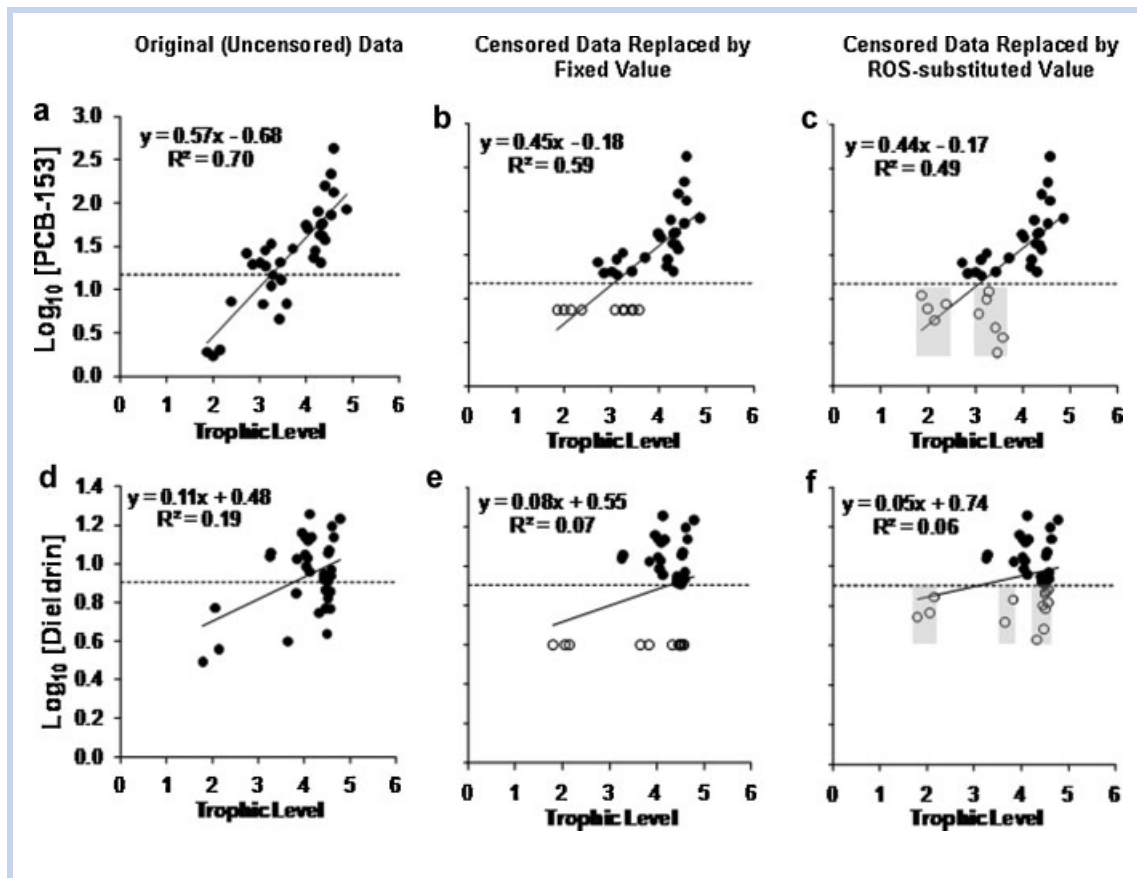 Original (Uncensored) Data
Censored Data Replaced by
Fixed Value
Censored Data Replaced by
ROS-substituted Value
a
y = 0.57x - 0.68
R² = 0.70
Log10 [PCB-153]
3.0
2.5
2.0
1.5
1.0
0.5
0.0
0 1 2 3 4 5 6
Trophic Level
b
y = 0.45x - 0.18
R² = 0.59
0 1 2 3 4 5 6
Trophic Level
c
y = 0.44x - 0.17
R² = 0.49
0 1 2 3 4 5 6
Trophic Level
d
y = 0.11x + 0.48
R² = 0.19
Log10 [Dieldrin]
1.4
1.2
1.0
0.8
0.6
0.4
0.2
0.0
0 1 2 3 4 5 6
Trophic Level
e
y = 0.08x + 0.55
R² = 0.07
0 1 2 3 4 5 6
Trophic Level
f
y = 0.05x + 0.74
R² = 0.06
0 1 2 3 4 5 6
Trophic Level